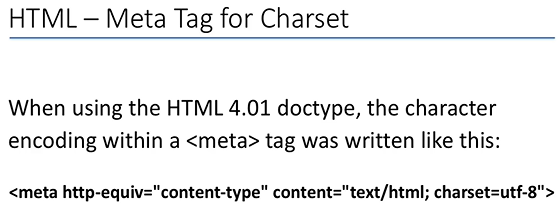 HTML – Meta Tag for Charset
When using the HTML 4.01 doctype, the character
encoding within a <meta> tag was written like this:
<meta http-equiv="content-type" content="text/html; charset=utf-8">